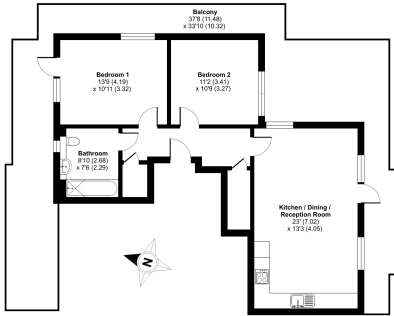 Balcony
37'8 (11.48)
x 33'10 (10.32)
Bedroom 1
13'9 (4.19)
x 10'11 (3.32)
Bedroom 2
11'2 (3.41)
x 10'9 (3.27)
Bathroom
8'10 (2.68)
x 7'6 (2.29)
Kitchen / Dining /
Reception Room
23' (7.02)
x 13'3 (4.05)
N